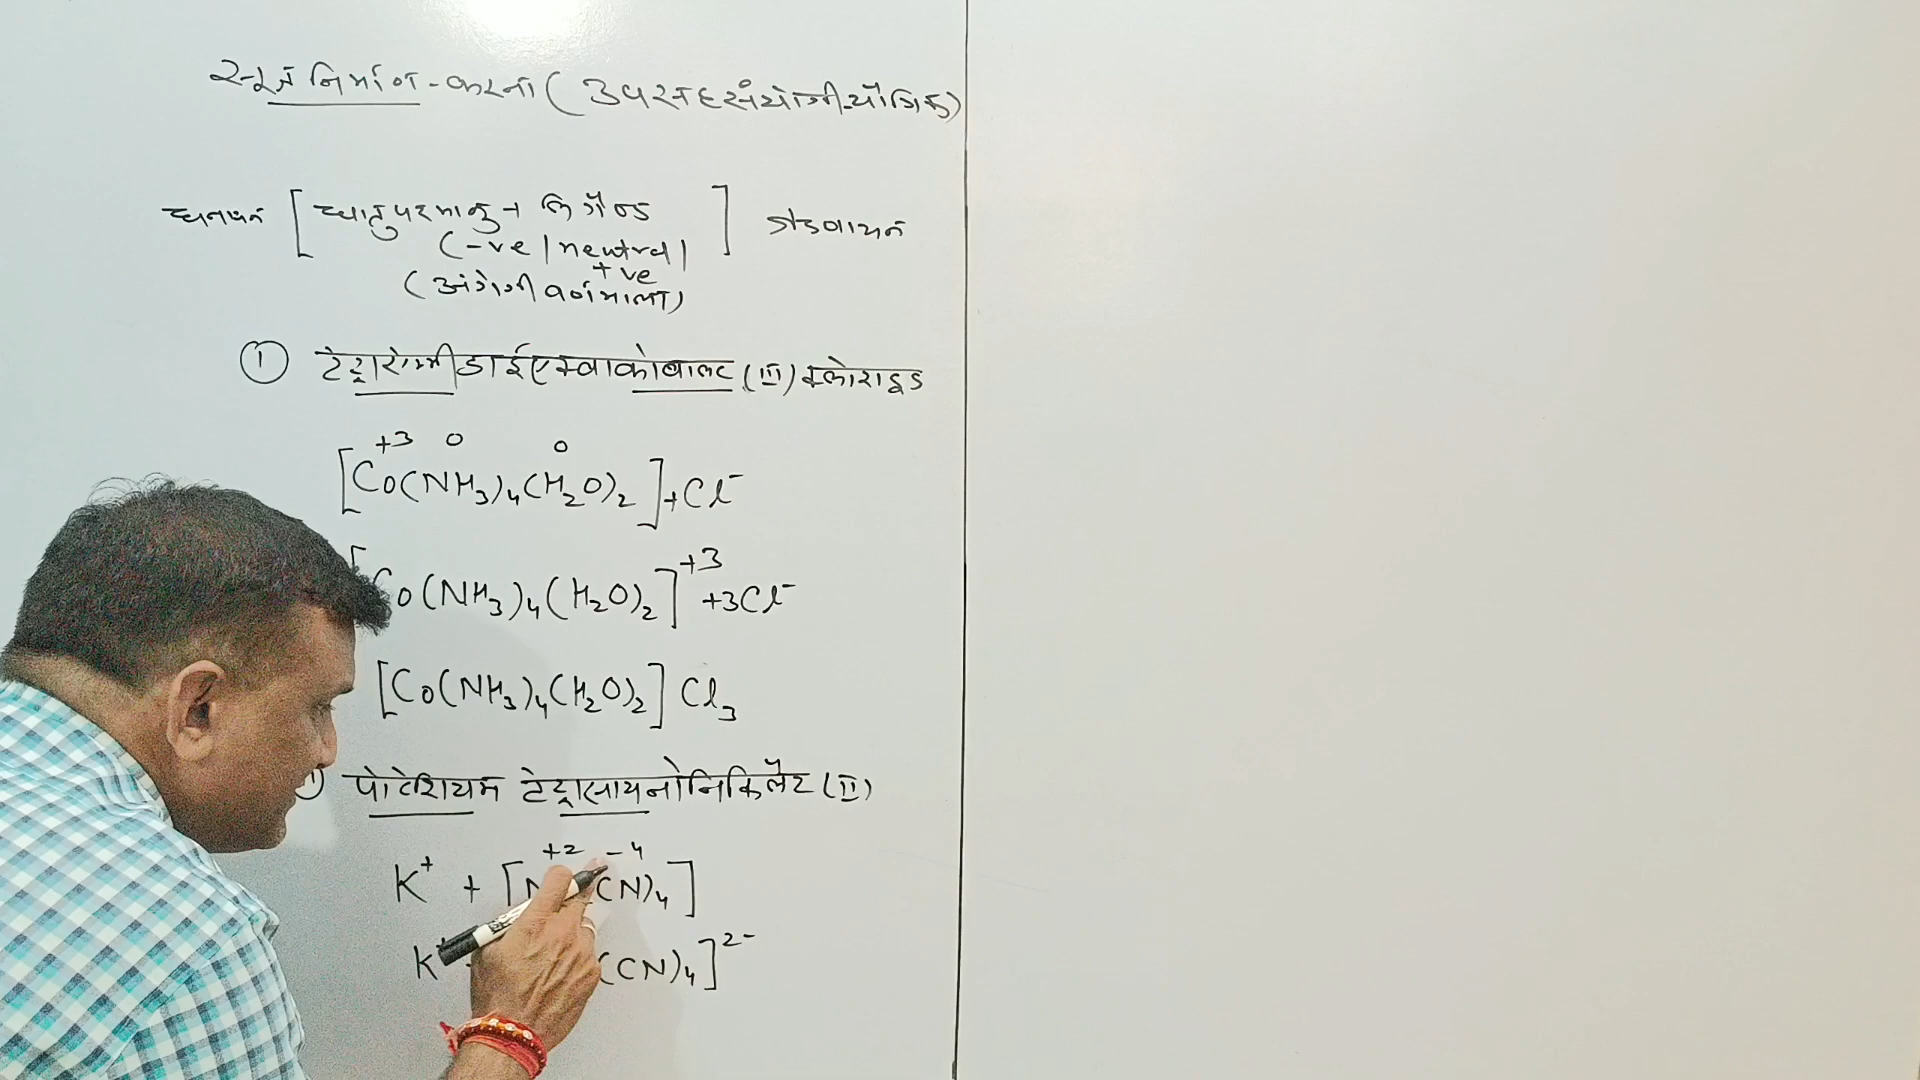 सूत्र निर्माण - करना ( उपसहसंयोजी यौगिक )
धनायन [ धातु परमाणु + लिगैण्ड ] ऋणायन
(-ve | neutral |
+ve
( अंग्रेजी वर्णमाला )
① टेट्राऐम्मीडाईएक्वाकोबाल्ट (III) क्लोराइड
+3 0 0
[Co(NH₃)₄(H₂O)₂]+Cl⁻
[Co(NH₃)₄(H₂O)₂]⁺³ +3Cl⁻
[Co(NH₃)₄(H₂O)₂] Cl₃
पोटेशियम टेट्रासायनोनिकिलैट (II)
+2 -4
K⁺ + [N (CN)₄]
K⁺ (CN)₄]²⁻